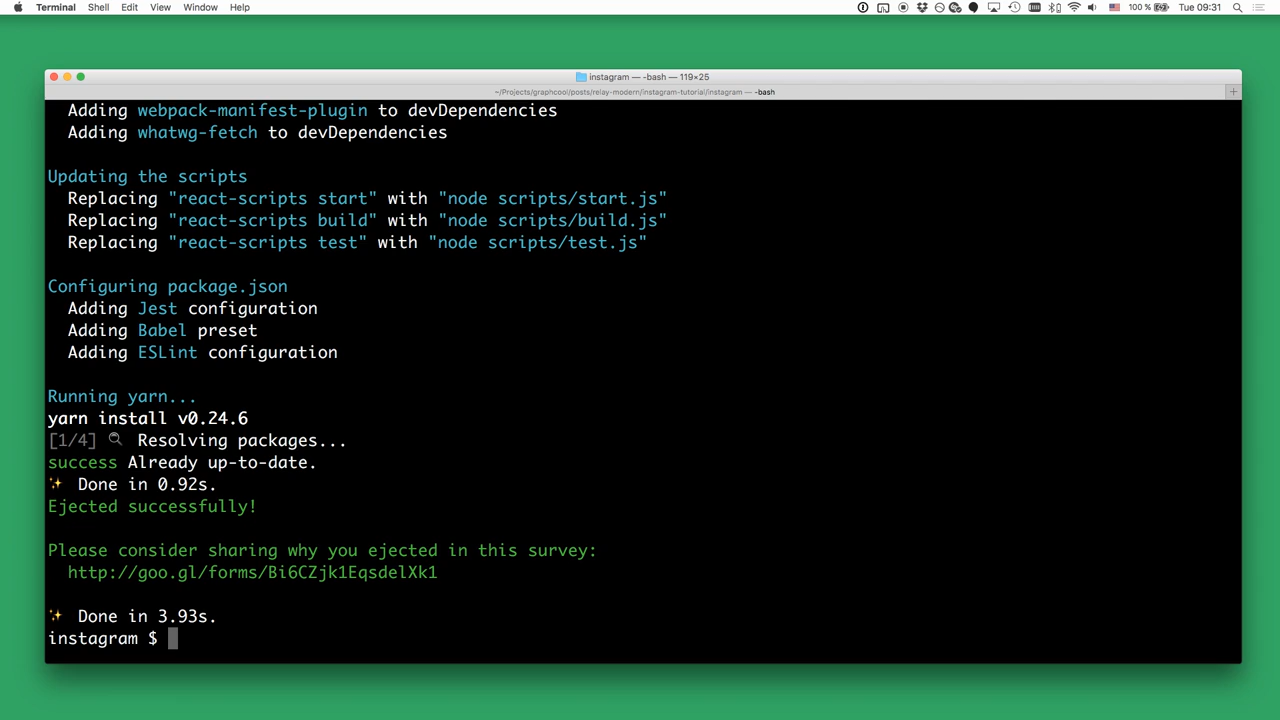 Terminal Shell Edit View Window Help 100 % Tue 09:31
instagram — -bash — 119×25
~/Projects/graphcool/posts/relay-modern/instagram-tutorial/instagram — -bash
Adding webpack-manifest-plugin to devDependencies
Adding whatwg-fetch to devDependencies
Updating the scripts
Replacing "react-scripts start" with "node scripts/start.js"
Replacing "react-scripts build" with "node scripts/build.js"
Replacing "react-scripts test" with "node scripts/test.js"
Configuring package.json
Adding Jest configuration
Adding Babel preset
Adding ESLint configuration
Running yarn...
yarn install v0.24.6
[1/4] 🔍 Resolving packages...
success Already up-to-date.
✨ Done in 0.92s.
Ejected successfully!
Please consider sharing why you ejected in this survey:
http://goo.gl/forms/Bi6CZjk1EqsdelXk1
✨ Done in 3.93s.
instagram $